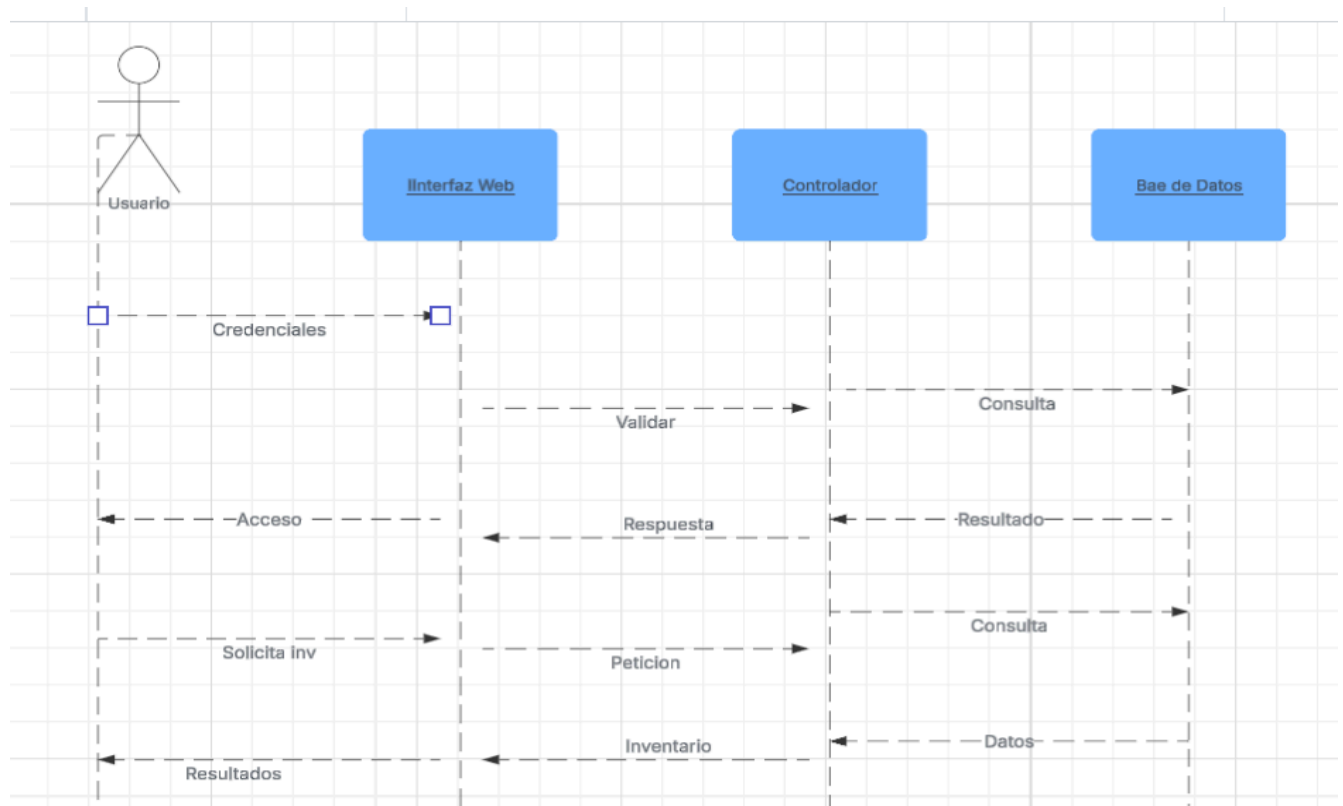 Usuario
IInterfaz Web
Controlador
Bae de Datos
Credenciales
Consulta
Validar
Acceso
Respuesta
Resultado
Consulta
Solicita inv
Peticion
Datos
Inventario
Resultados